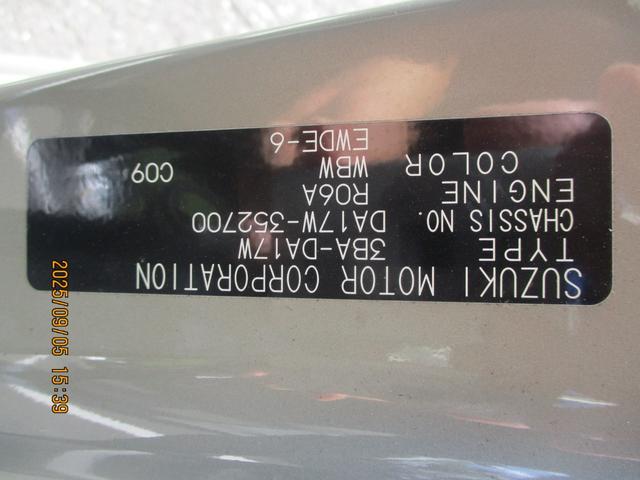 SUZUKI MOTOR CORPORATION
TYPE 3BA-DA17W
CHASSIS NO. DA17W-352700
ENGINE R06A
COLOR WBW C09
EWDE-6
2025/09/05 15:39